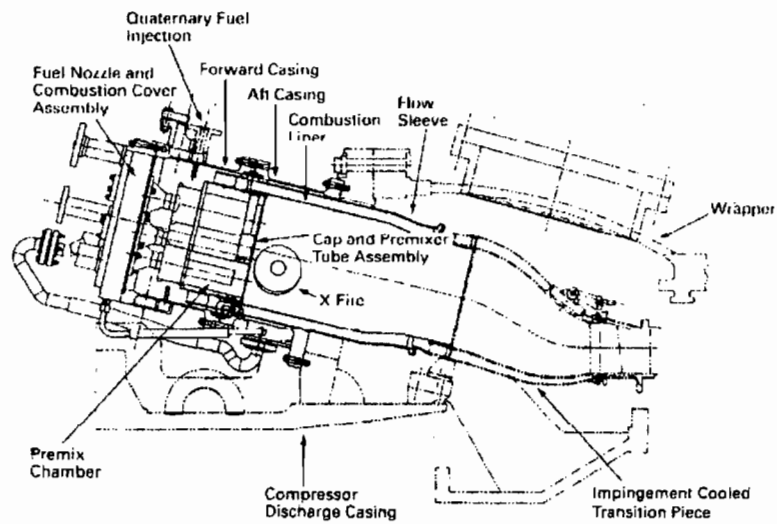 Quaternary Fuel
Injection
Fuel Nozzle and
Combustion Cover
Assembly
Forward Casing
Aft Casing
Combustion
Liner
Flow
Sleeve
Wrapper
Cap and Premixer
Tube Assembly
X Fire
Premix
Chamber
Compressor
Discharge Casing
Impingement Cooled
Transition Piece